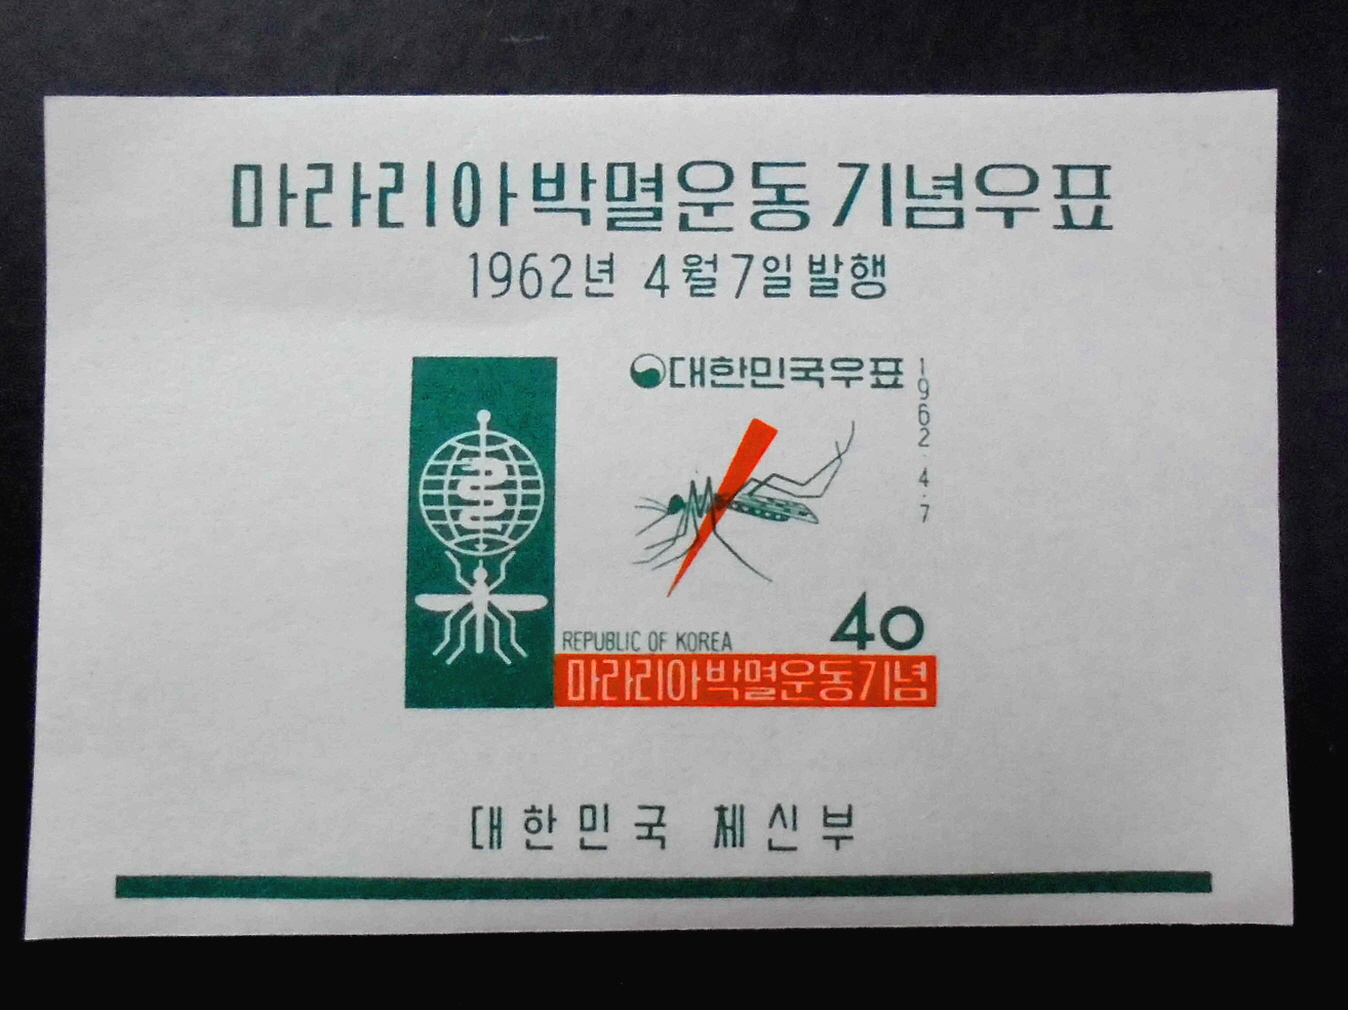 마라리아박멸운동기념우표
1962년 4월7일발행
대한민국우표
1962.4.7
40
REPUBLIC OF KOREA
마라리아박멸운동기념
대한민국 체신부